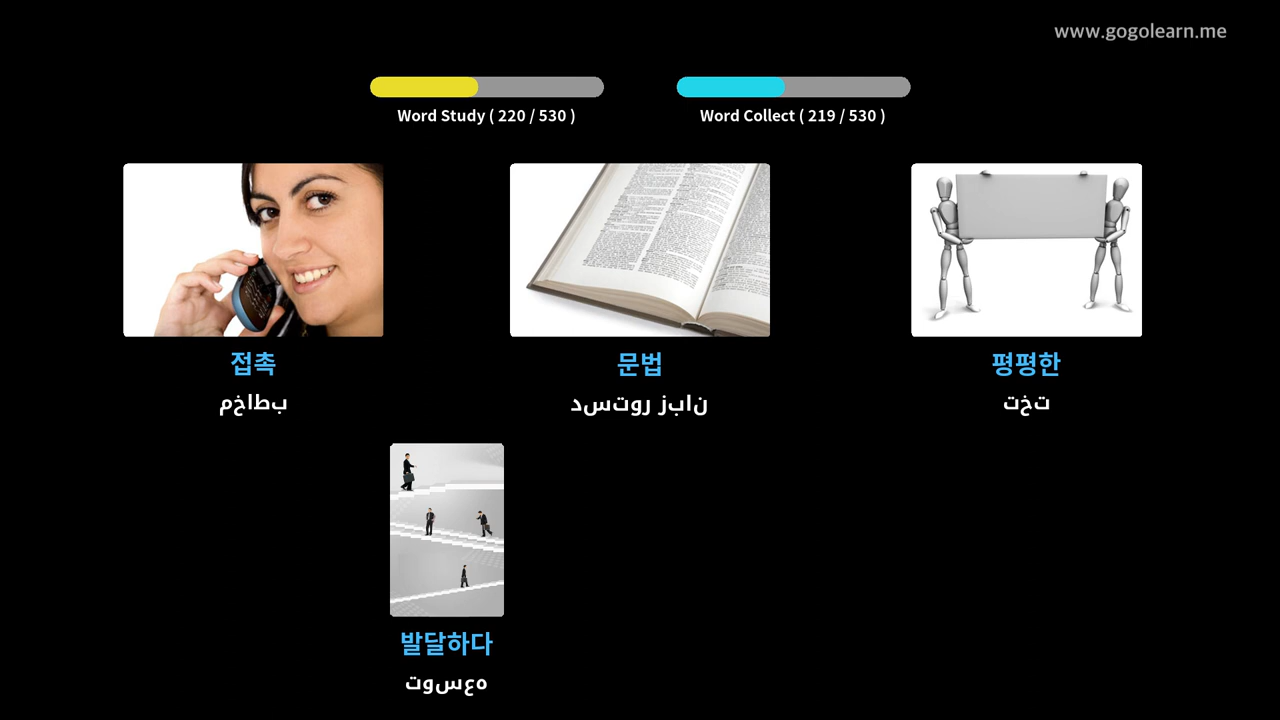 www.gogolearn.me
Word Study ( 220 / 530 )
Word Collect ( 219 / 530 )
접촉
بطاخم
문법
نابز روتسد
평평한
تخت
발달하다
هعسوت